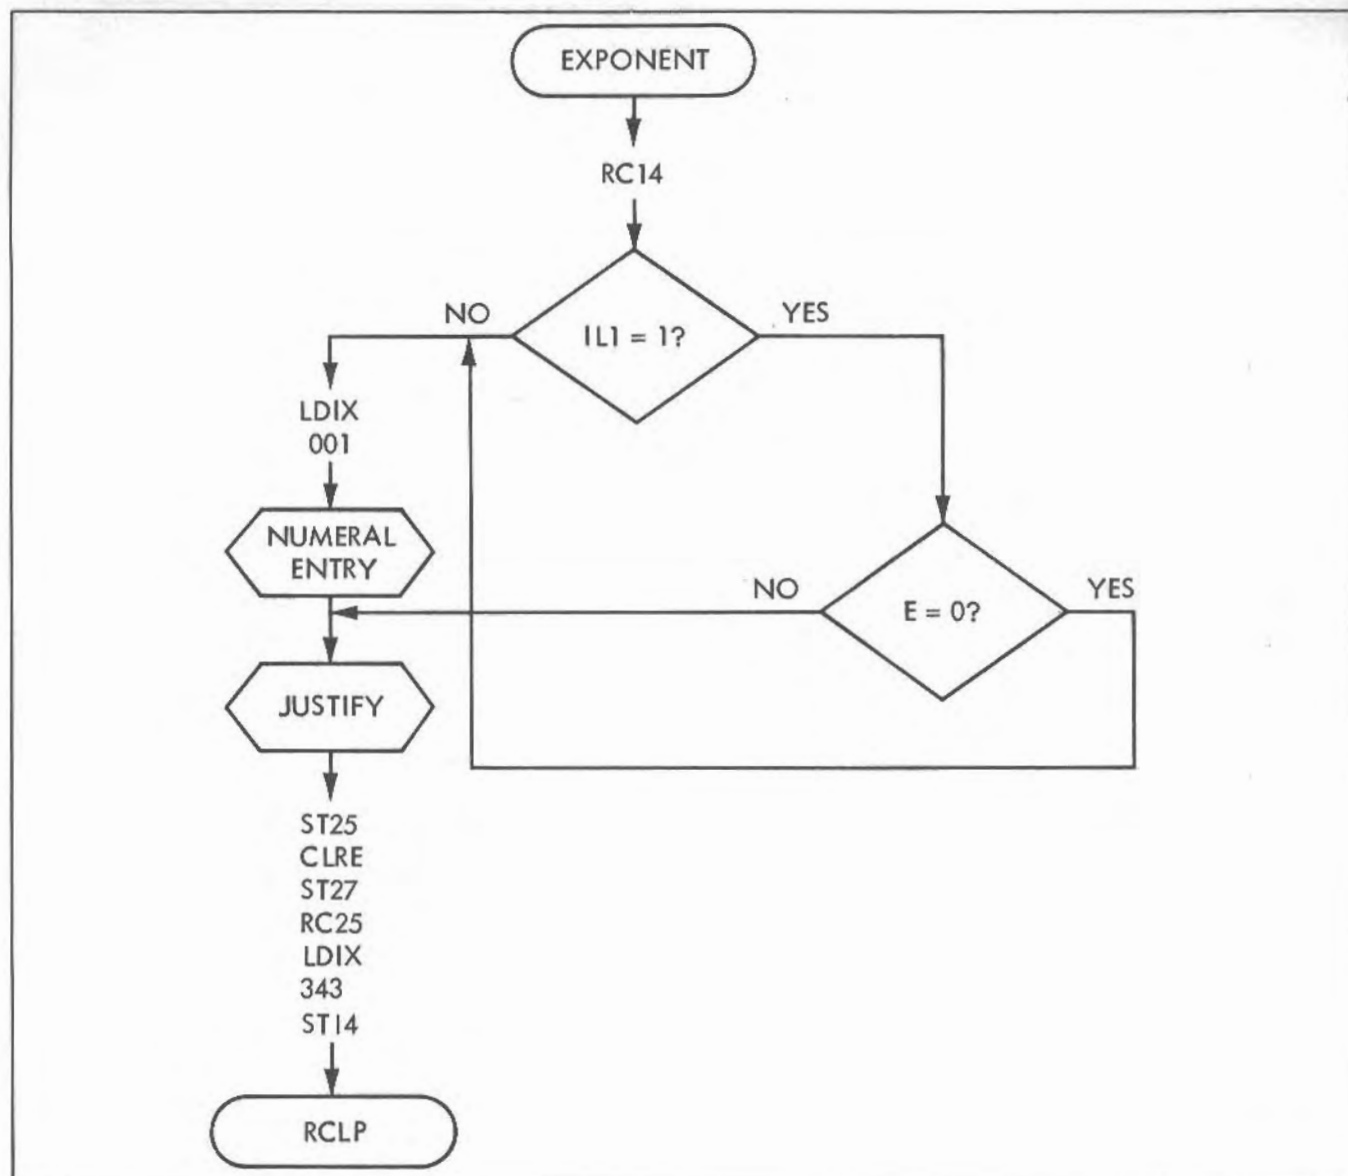 EXPONENT
RC14
NO
YES
IL1 = 1?
LDIX
001
NUMERAL
ENTRY
NO
YES
E = 0?
JUSTIFY
ST25
CLRE
ST27
RC25
LDIX
343
ST14
RCLP